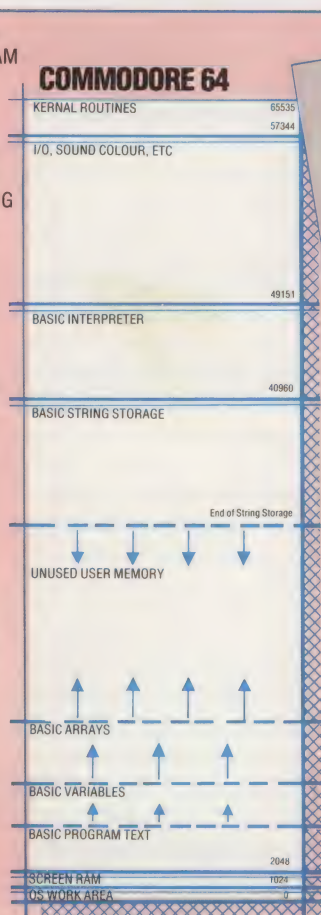 AM
COMMODORE 64
KERNAL ROUTINES 65535
57344
I/O, SOUND COLOUR, ETC
G
49151
BASIC INTERPRETER
40960
BASIC STRING STORAGE
End of String Storage
UNUSED USER MEMORY
BASIC ARRAYS
BASIC VARIABLES
BASIC PROGRAM TEXT
2048
SCREEN RAM 1024
OS WORK AREA 0